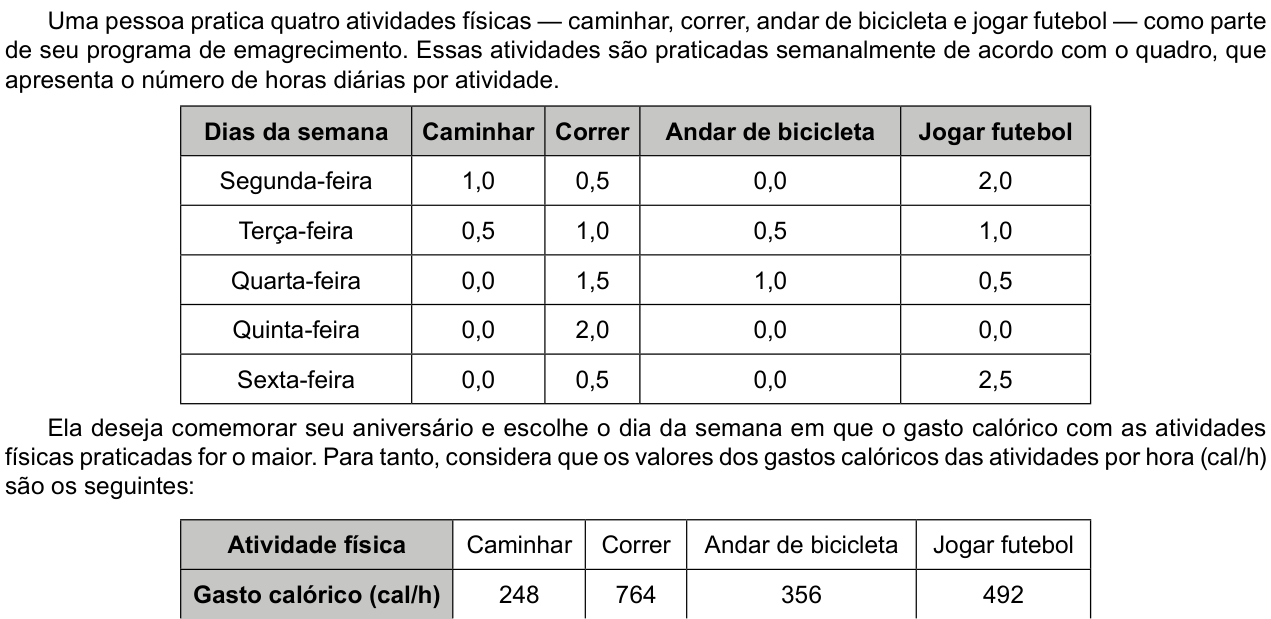 Uma pessoa pratica quatro atividades físicas — caminhar, correr, andar de bicicleta e jogar futebol — como parte
de seu programa de emagrecimento. Essas atividades são praticadas semanalmente de acordo com o quadro, que
apresenta o número de horas diárias por atividade.
Dias da semana Caminhar Correr Andar de bicicleta Jogar futebol
Segunda-feira 1,0 0,5 0,0 2,0
Terça-feira 0,5 1,0 0,5 1,0
Quarta-feira 0,0 1,5 1,0 0,5
Quinta-feira 0,0 2,0 0,0 0,0
Sexta-feira 0,0 0,5 0,0 2,5
Ela deseja comemorar seu aniversário e escolhe o dia da semana em que o gasto calórico com as atividades
físicas praticadas for o maior. Para tanto, considera que os valores dos gastos calóricos das atividades por hora (cal/h)
são os seguintes:
Atividade física Caminhar Correr Andar de bicicleta Jogar futebol
Gasto calórico (cal/h) 248 764 356 492